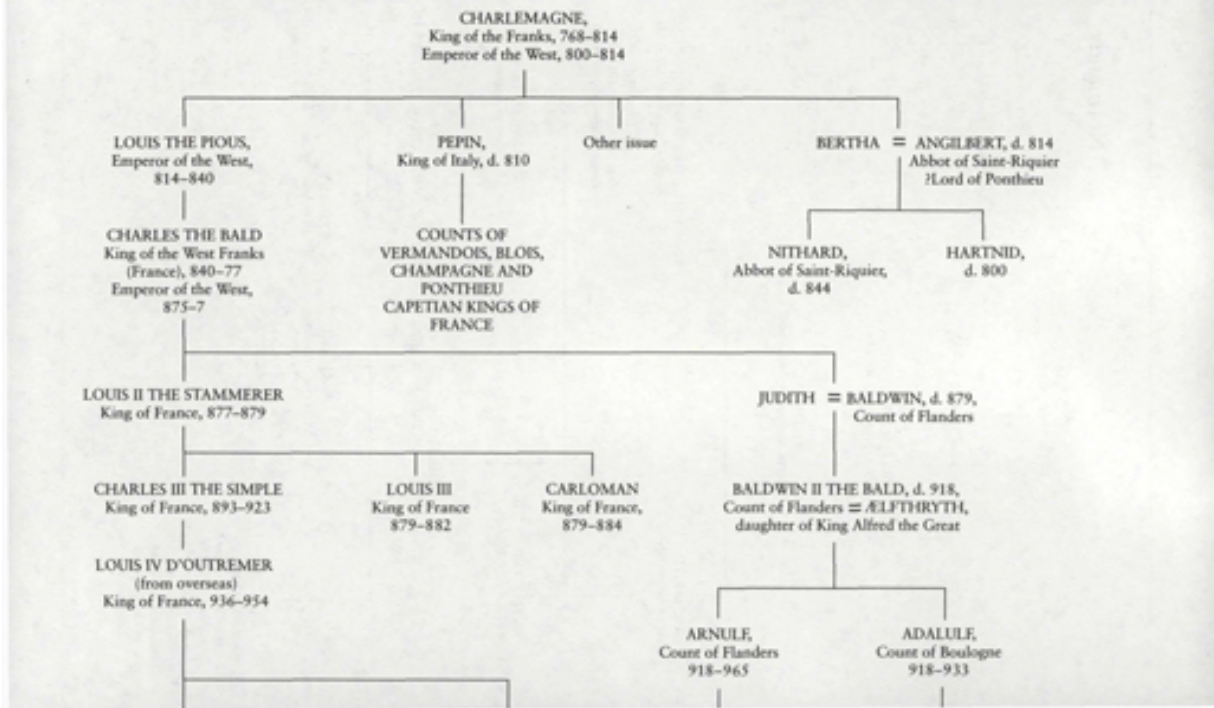 CHARLEMAGNE,
King of the Franks, 768–814
Emperor of the West, 800–814
LOUIS THE PIOUS,
Emperor of the West,
814–840
PEPIN,
King of Italy, d. 810
Other issue
BERTHA = ANGILBERT, d. 814
Abbot of Saint-Riquier
?Lord of Ponthieu
CHARLES THE BALD
King of the West Franks
(France), 840–77
Emperor of the West,
875–7
COUNTS OF
VERMANDOIS, BLOIS,
CHAMPAGNE AND
PONTHIEU
CAPETIAN KINGS OF
FRANCE
NITHARD,
Abbot of Saint-Riquier,
d. 844
HARTNID,
d. 800
LOUIS II THE STAMMERER
King of France, 877–879
JUDITH = BALDWIN, d. 879,
Count of Flanders
CHARLES III THE SIMPLE
King of France, 893–923
LOUIS III
King of France
879–882
CARLOMAN
King of France,
879–884
BALDWIN II THE BALD, d. 918,
Count of Flanders = ÆLFTHRYTH,
daughter of King Alfred the Great
LOUIS IV D'OUTREMER
(from overseas)
King of France, 936–954
ARNULF,
Count of Flanders
918–965
ADALULF,
Count of Boulogne
918–933